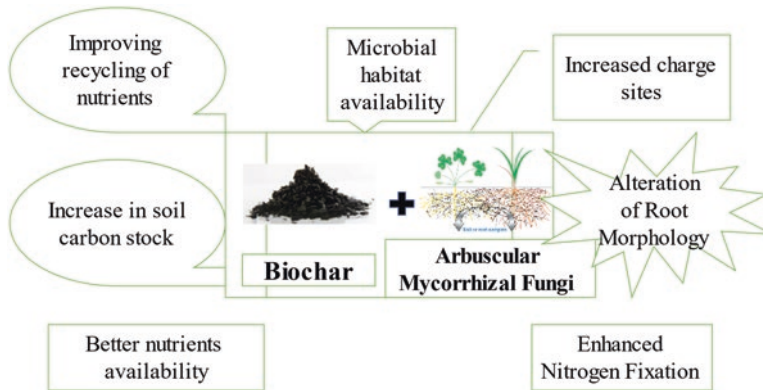 Improving
recycling of
nutrients
Microbial
habitat
availability
Increased charge
sites
Increase in soil
carbon stock
Alteration
of Root
Morphology
Biochar
Arbuscular
Mycorrhizal Fungi
Better nutrients
availability
Enhanced
Nitrogen Fixation